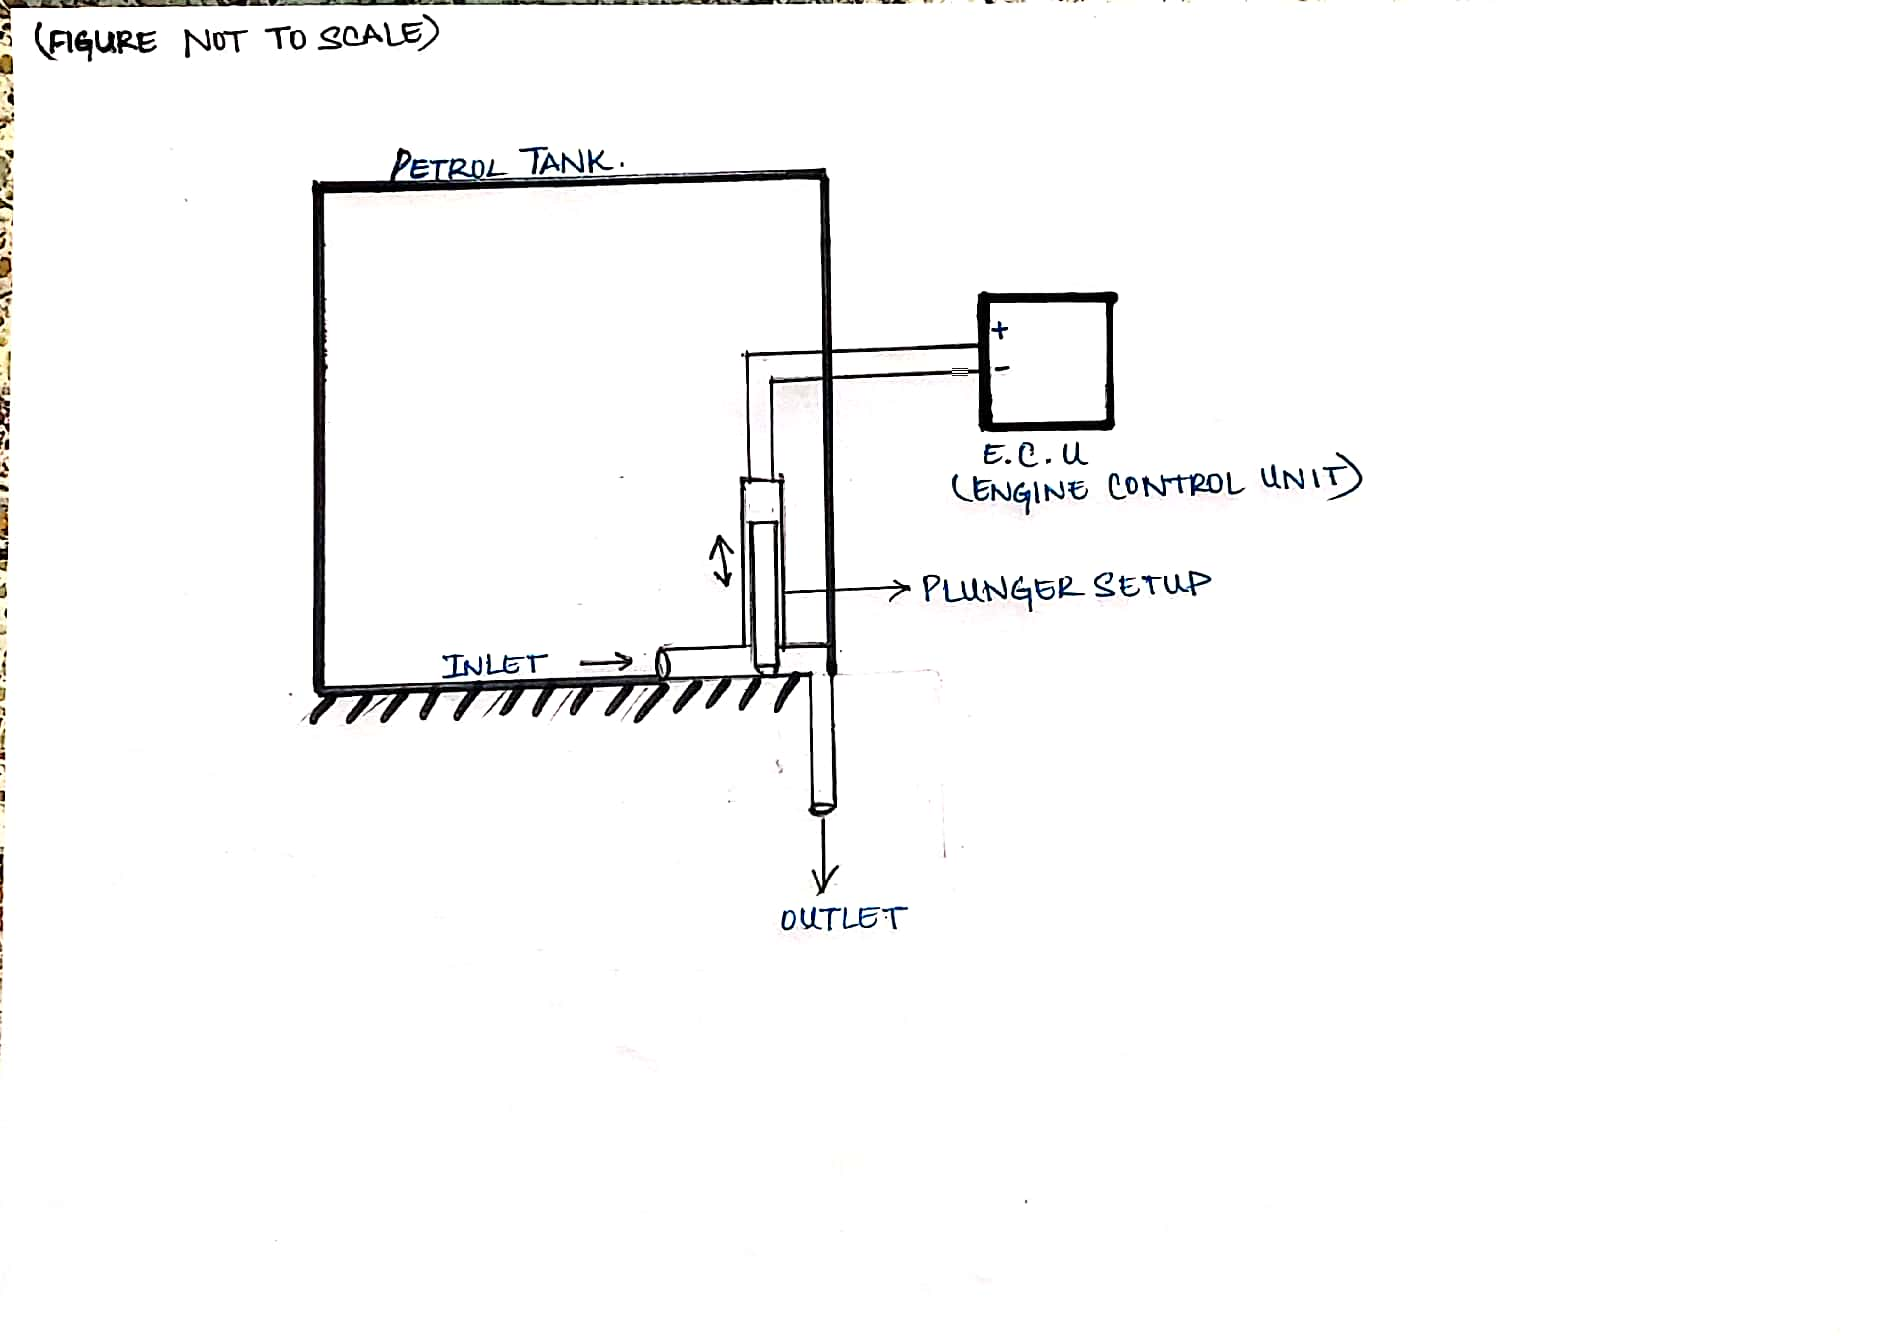 (FIGURE NOT TO SCALE)
PETROL TANK.
+
-
E.C.U
(ENGINE CONTROL UNIT)
PLUNGER SETUP
INLET
OUTLET